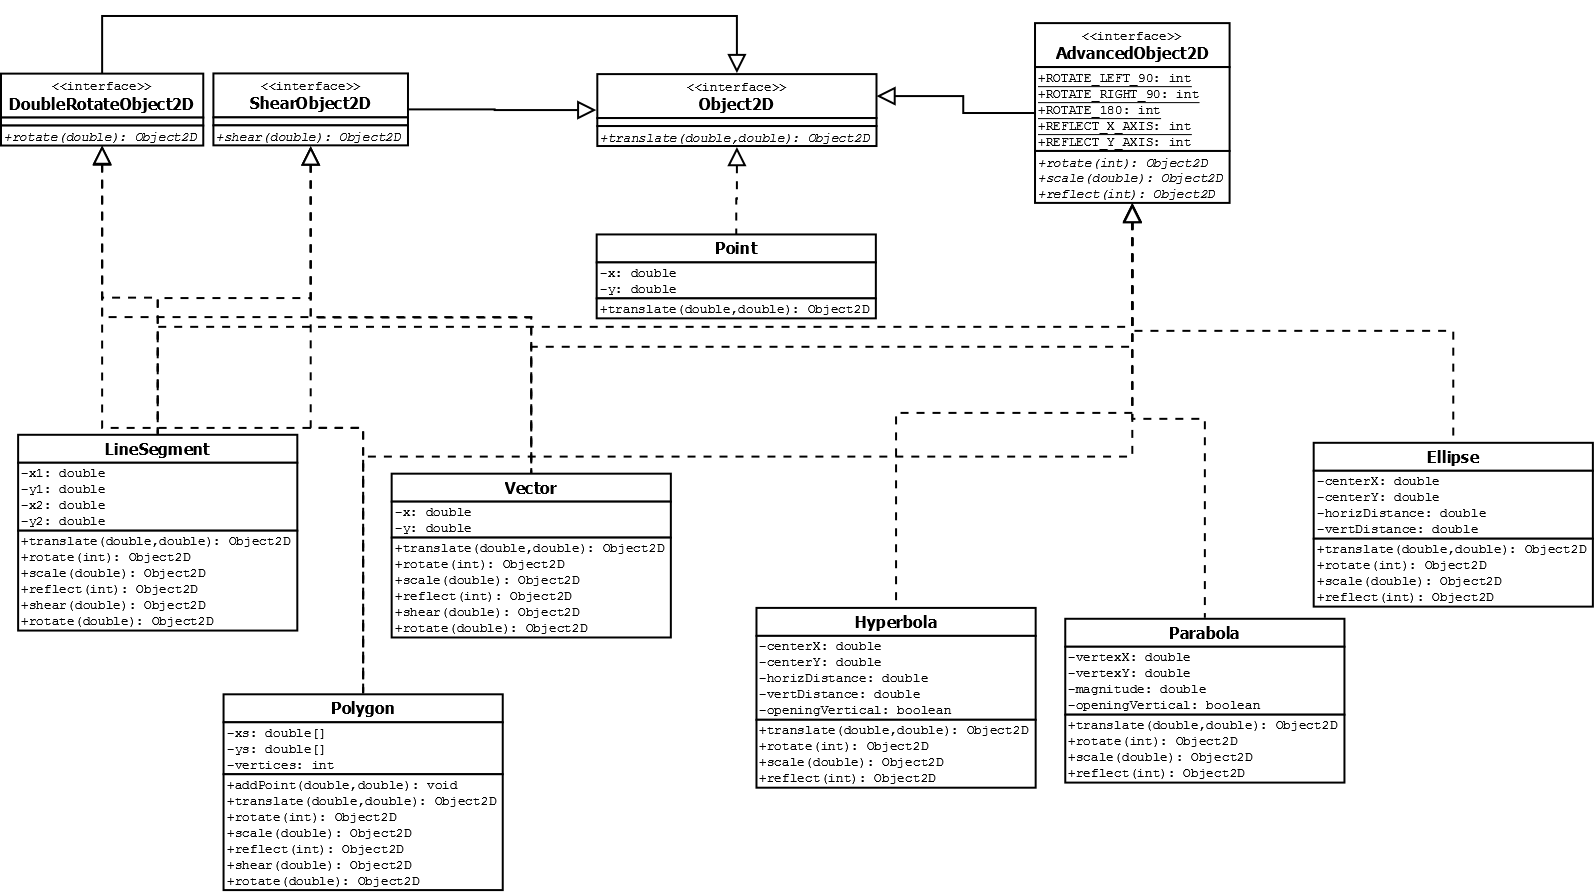 <<interface>>
DoubleRotateObject2D
+rotate(double): Object2D
<<interface>>
ShearObject2D
+shear(double): Object2D
<<interface>>
Object2D
+translate(double,double): Object2D
<<interface>>
AdvancedObject2D
+ROTATE_LEFT_90: int
+ROTATE_RIGHT_90: int
+ROTATE_180: int
+REFLECT_X_AXIS: int
+REFLECT_Y_AXIS: int
+rotate(int): Object2D
+scale(double): Object2D
+reflect(int): Object2D
Point
-x: double
-y: double
+translate(double,double): Object2D
LineSegment
-x1: double
-y1: double
-x2: double
-y2: double
+translate(double,double): Object2D
+rotate(int): Object2D
+scale(double): Object2D
+reflect(int): Object2D
+shear(double): Object2D
+rotate(double): Object2D
Vector
-x: double
-y: double
+translate(double,double): Object2D
+rotate(int): Object2D
+scale(double): Object2D
+reflect(int): Object2D
+shear(double): Object2D
+rotate(double): Object2D
Ellipse
-centerX: double
-centerY: double
-horizDistance: double
-vertDistance: double
+translate(double,double): Object2D
+rotate(int): Object2D
+scale(double): Object2D
+reflect(int): Object2D
Hyperbola
-centerX: double
-centerY: double
-horizDistance: double
-vertDistance: double
-openingVertical: boolean
+translate(double,double): Object2D
+rotate(int): Object2D
+scale(double): Object2D
+reflect(int): Object2D
Parabola
-vertexX: double
-vertexY: double
-magnitude: double
-openingVertical: boolean
+translate(double,double): Object2D
+rotate(int): Object2D
+scale(double): Object2D
+reflect(int): Object2D
Polygon
-xs: double[]
-ys: double[]
-vertices: int
+addPoint(double,double): void
+translate(double,double): Object2D
+rotate(int): Object2D
+scale(double): Object2D
+reflect(int): Object2D
+shear(double): Object2D
+rotate(double): Object2D